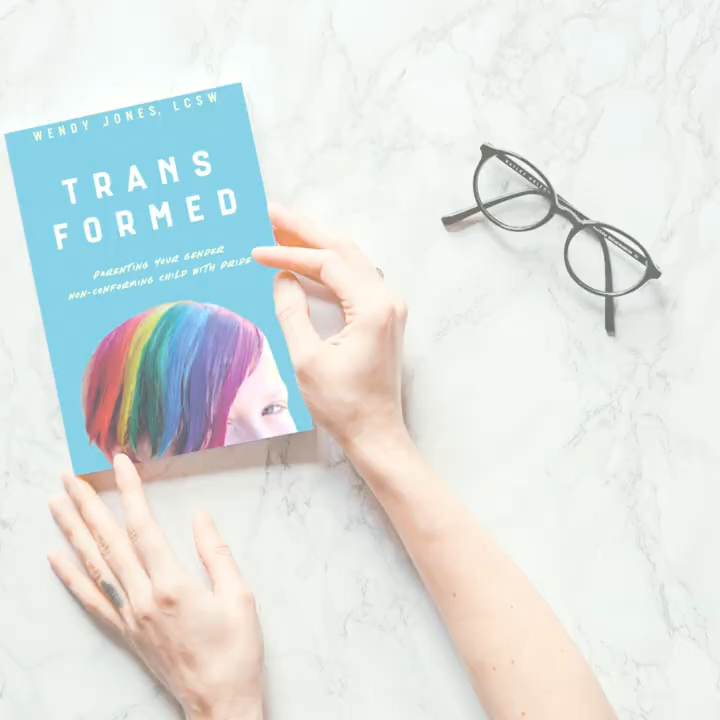 WENDY JONES, LCSW
TRANS
FORMED
PARENTING YOUR GENDER
NON-CONFORMING CHILD WITH PRIDE